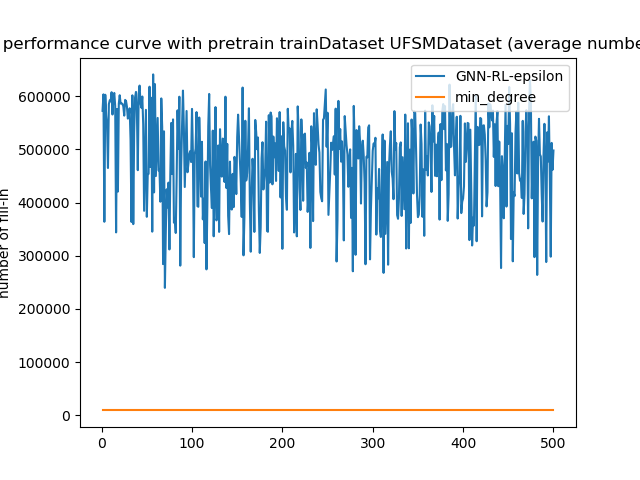 performance curve with pretrain trainDataset UFSMDataset (average numbe
GNN-RL-epsilon
min_degree
number of fill-in
600000
500000
400000
300000
200000
100000
0
0 100 200 300 400 500